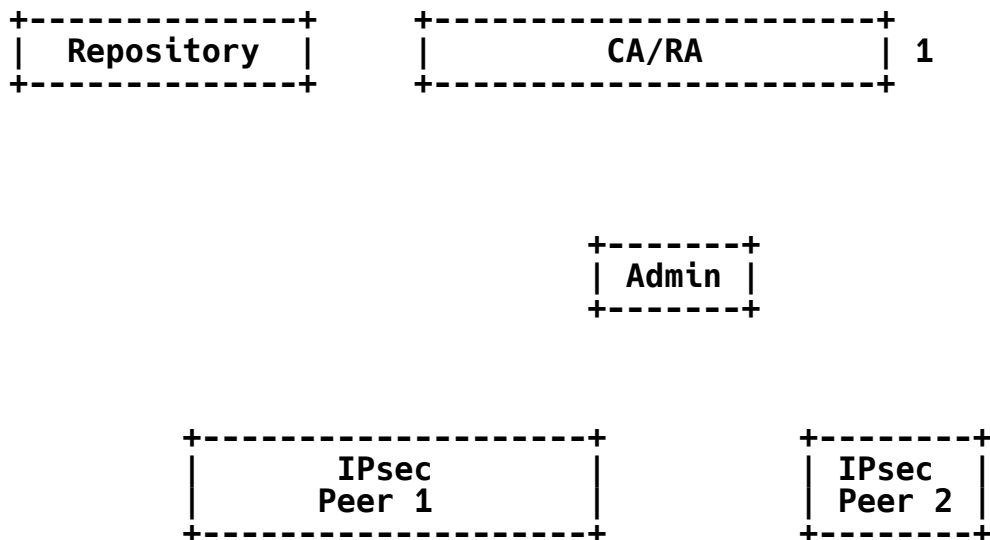 +--------------+     +----------------------+
|  Repository  |     |         CA/RA        | 1
+--------------+     +----------------------+
+-------+
| Admin |
+-------+
+-------------------+         +--------+
|       IPsec       |         | IPsec  |
|      Peer 1       |         | Peer 2 |
+-------------------+         +--------+